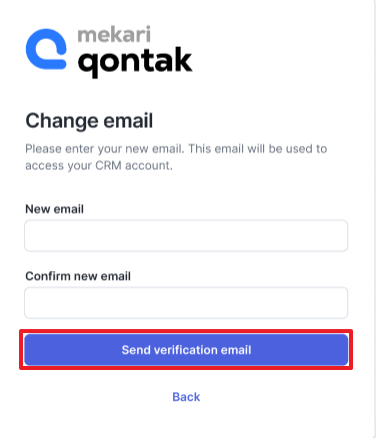 mekari
qontak
Change email
Please enter your new email. This email will be used to
access your CRM account.
New email
Confirm new email
Send verification email
Back